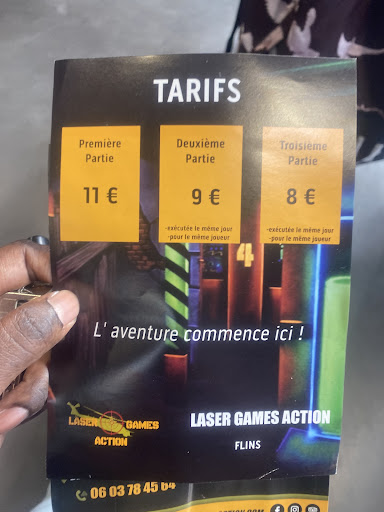 TARIFS
Première
Partie
11 €
Deuxième
Partie
9 €
-exécutée le même jour
-pour le même joueur
Troisième
Partie
8 €
-exécutée le même jour
-pour le même joueur
4
L' aventure commence ici !
LASER GAMES
ACTION
LASER GAMES ACTION
FLINS
06 03 78 45 64